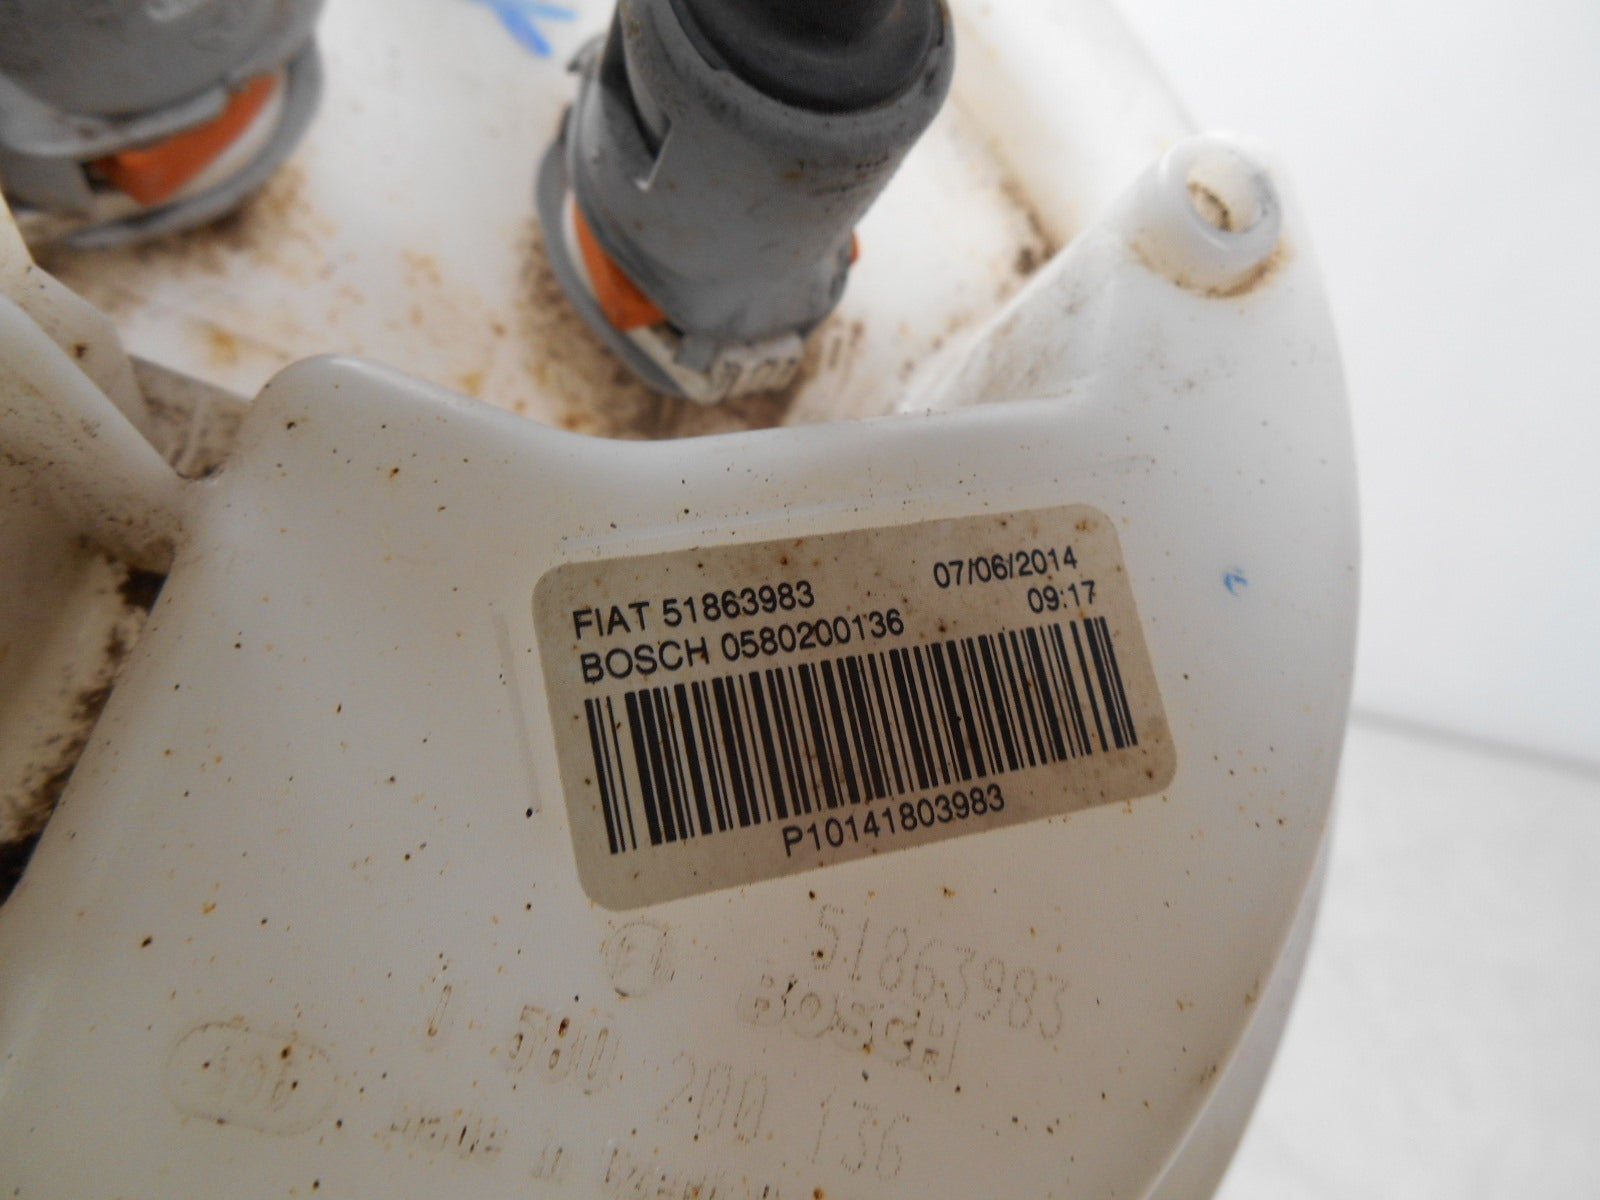 FIAT 51863983 07/06/2014
BOSCH 0580200136 09:17
P10141803983
51863983
BOSCH
0 580 200 136